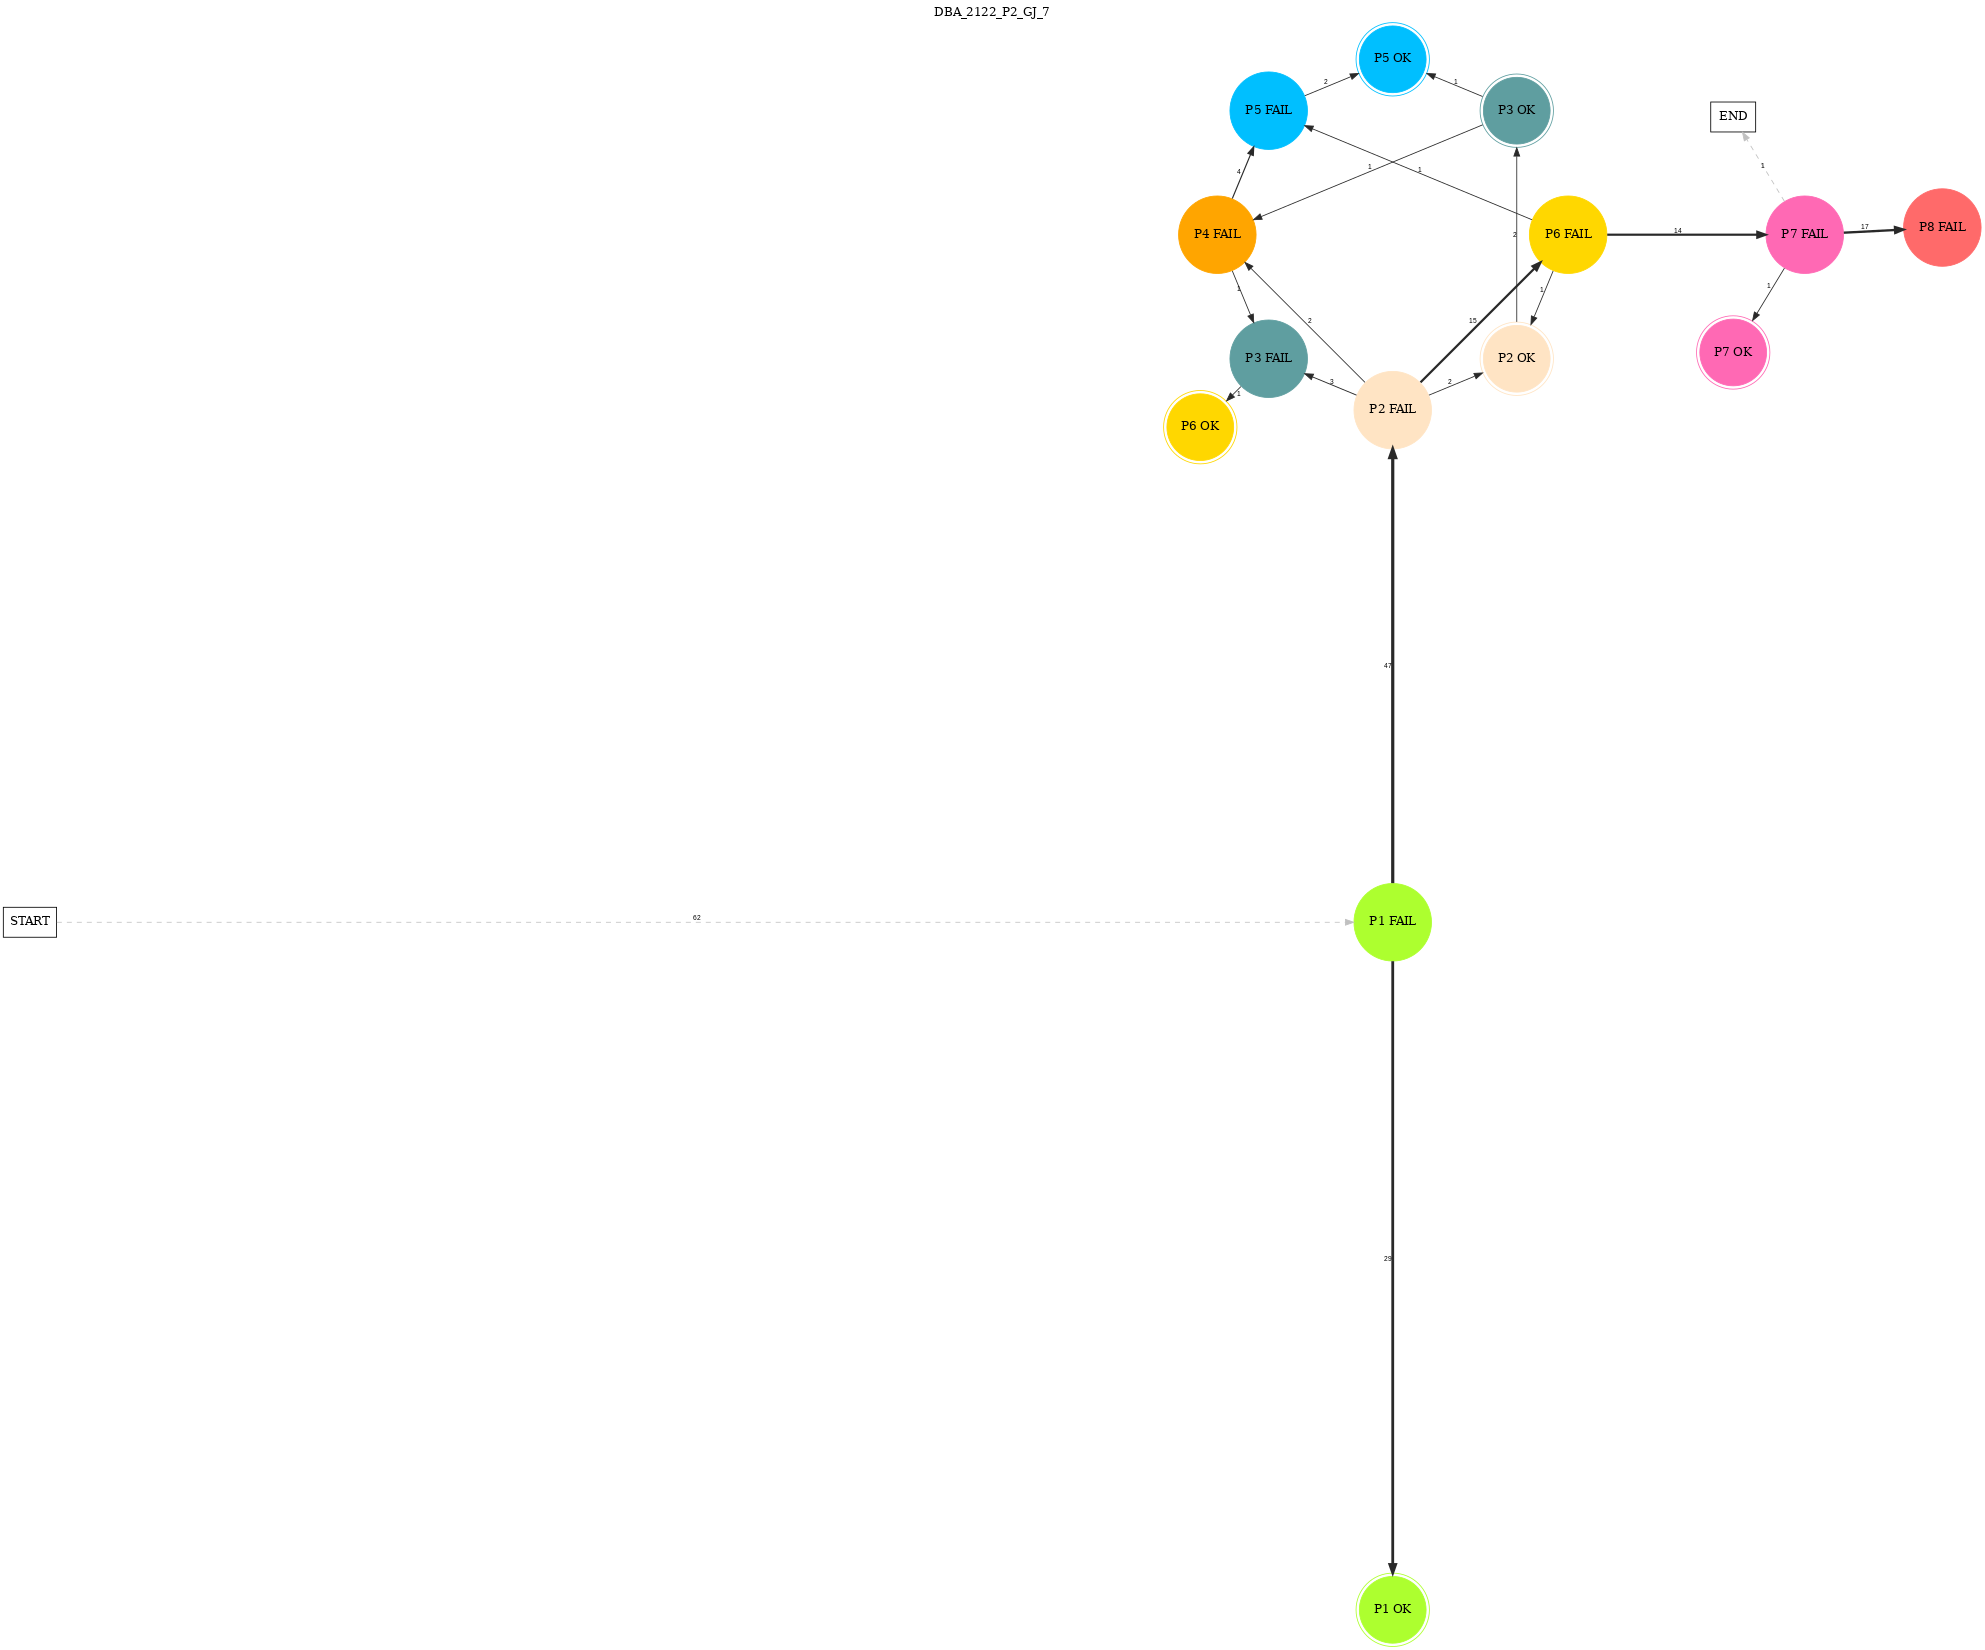 DBA_2122_P2_GJ_7
P5 OK
2
1
P5 FAIL
P3 OK
END
1
1
1
4
P4 FAIL
2
P6 FAIL
14
P7 FAIL
17
P8 FAIL
1
1
1
2
15
P7 OK
P3 FAIL
P2 OK
3
2
1
P2 FAIL
P6 OK
47
START
62
P1 FAIL
29
P1 OK